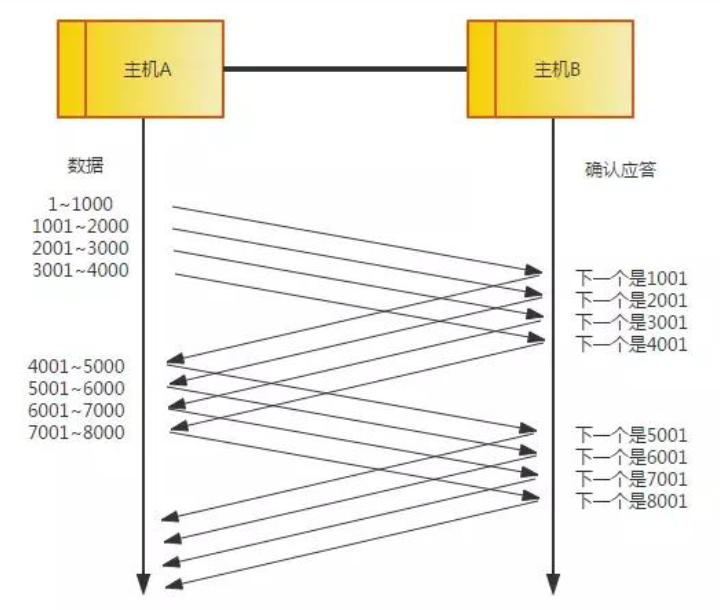 主机A
主机B
数据
确认应答
1~1000
1001~2000
2001~3000
3001~4000
下一个是1001
下一个是2001
下一个是3001
下一个是4001
4001~5000
5001~6000
6001~7000
7001~8000
下一个是5001
下一个是6001
下一个是7001
下一个是8001